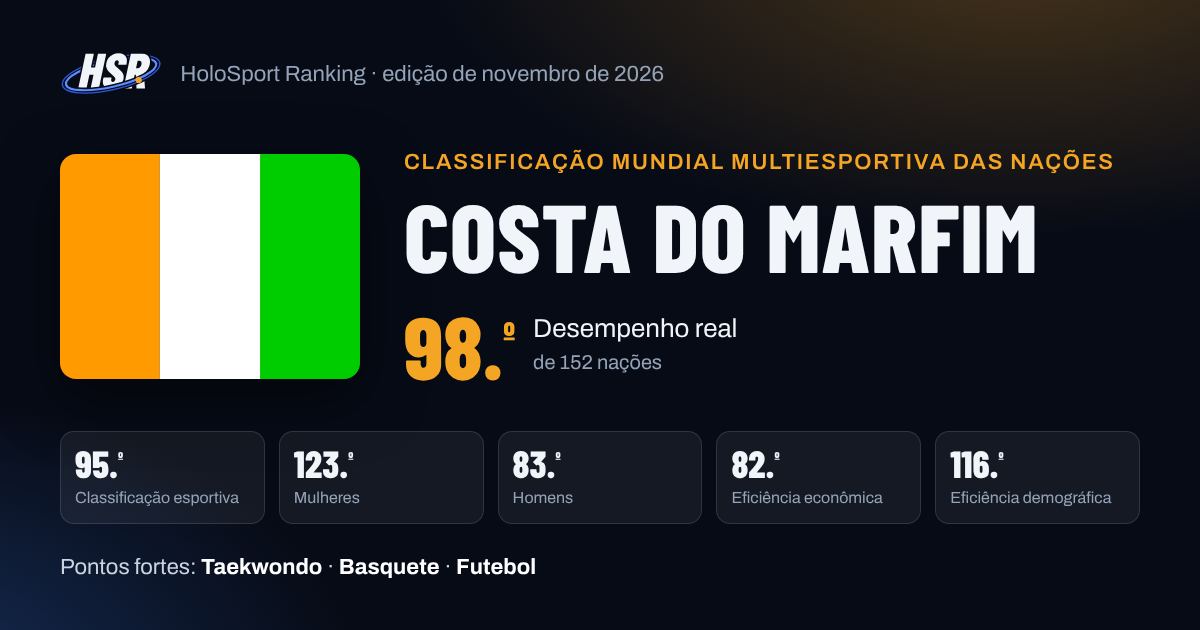 HSR
HoloSport Ranking · edição de novembro de 2026
CLASSIFICAÇÃO MUNDIAL MULTIESPORTIVA DAS NAÇÕES
COSTA DO MARFIM
98.º Desempenho real
de 152 nações
95.º
Classificação esportiva
123.º
Mulheres
83.º
Homens
82.º
Eficiência econômica
116.º
Eficiência demográfica
Pontos fortes: Taekwondo · Basquete · Futebol